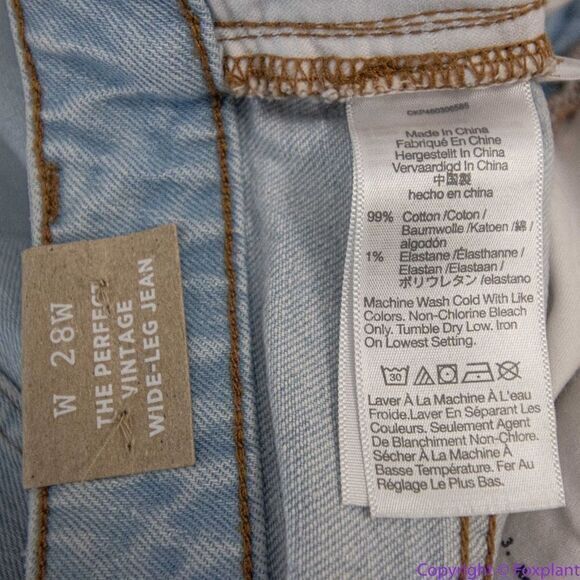 W 28W
THE PERFECT
VINTAGE
WIDE-LEG JEAN
Made in China
Fabriqué En Chine
Hergestellt In China
Vervaardigd In China
中国製
hecho en china
99% Cotton /Coton /
Baumwolle /Katoen /綿 /
algodón
1% Elastane /Élasthanne /
Elastan /Elastaan /
ポリウレタン /elastano
Machine Wash Cold With Like
Colors. Non-Chlorine Bleach
Only. Tumble Dry Low. Iron
On Lowest Setting.
30
Laver À La Machine À L'eau
Froide.Laver En Séparant Les
Couleurs. Seulement Agent
De Blanchiment Non-Chlore.
Sécher À La Machine À
Basse Température. Fer Au
Réglage Le Plus Bas.
Copyright © Foxplant